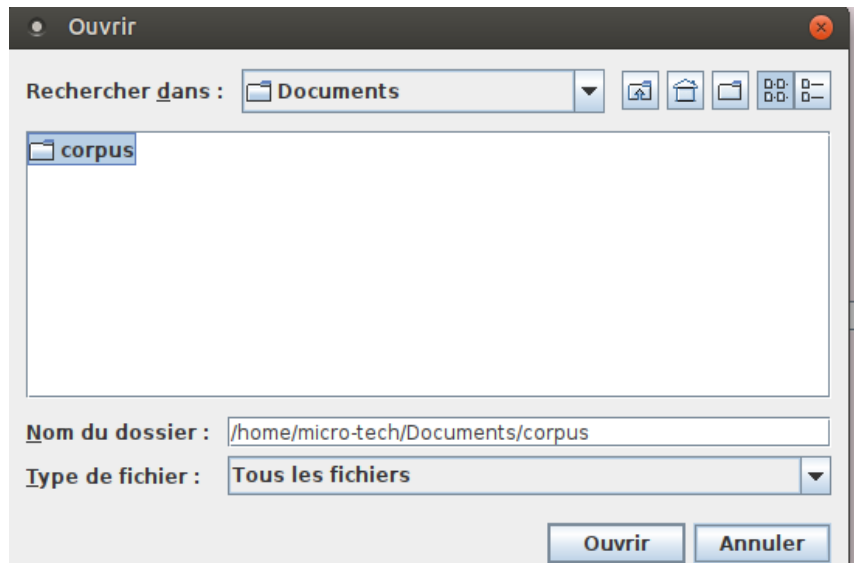 Ouvrir
Rechercher dans : Documents
corpus
Nom du dossier : /home/micro-tech/Documents/corpus
Type de fichier : Tous les fichiers
Ouvrir Annuler